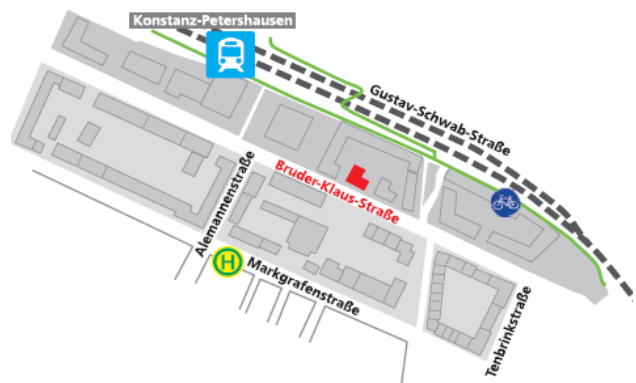 Konstanz-Petershausen
Gustav-Schwab-Straße
Bruder-Klaus-Straße
Alemannenstraße
H
Markgrafenstraße
Tenbrinkstraße